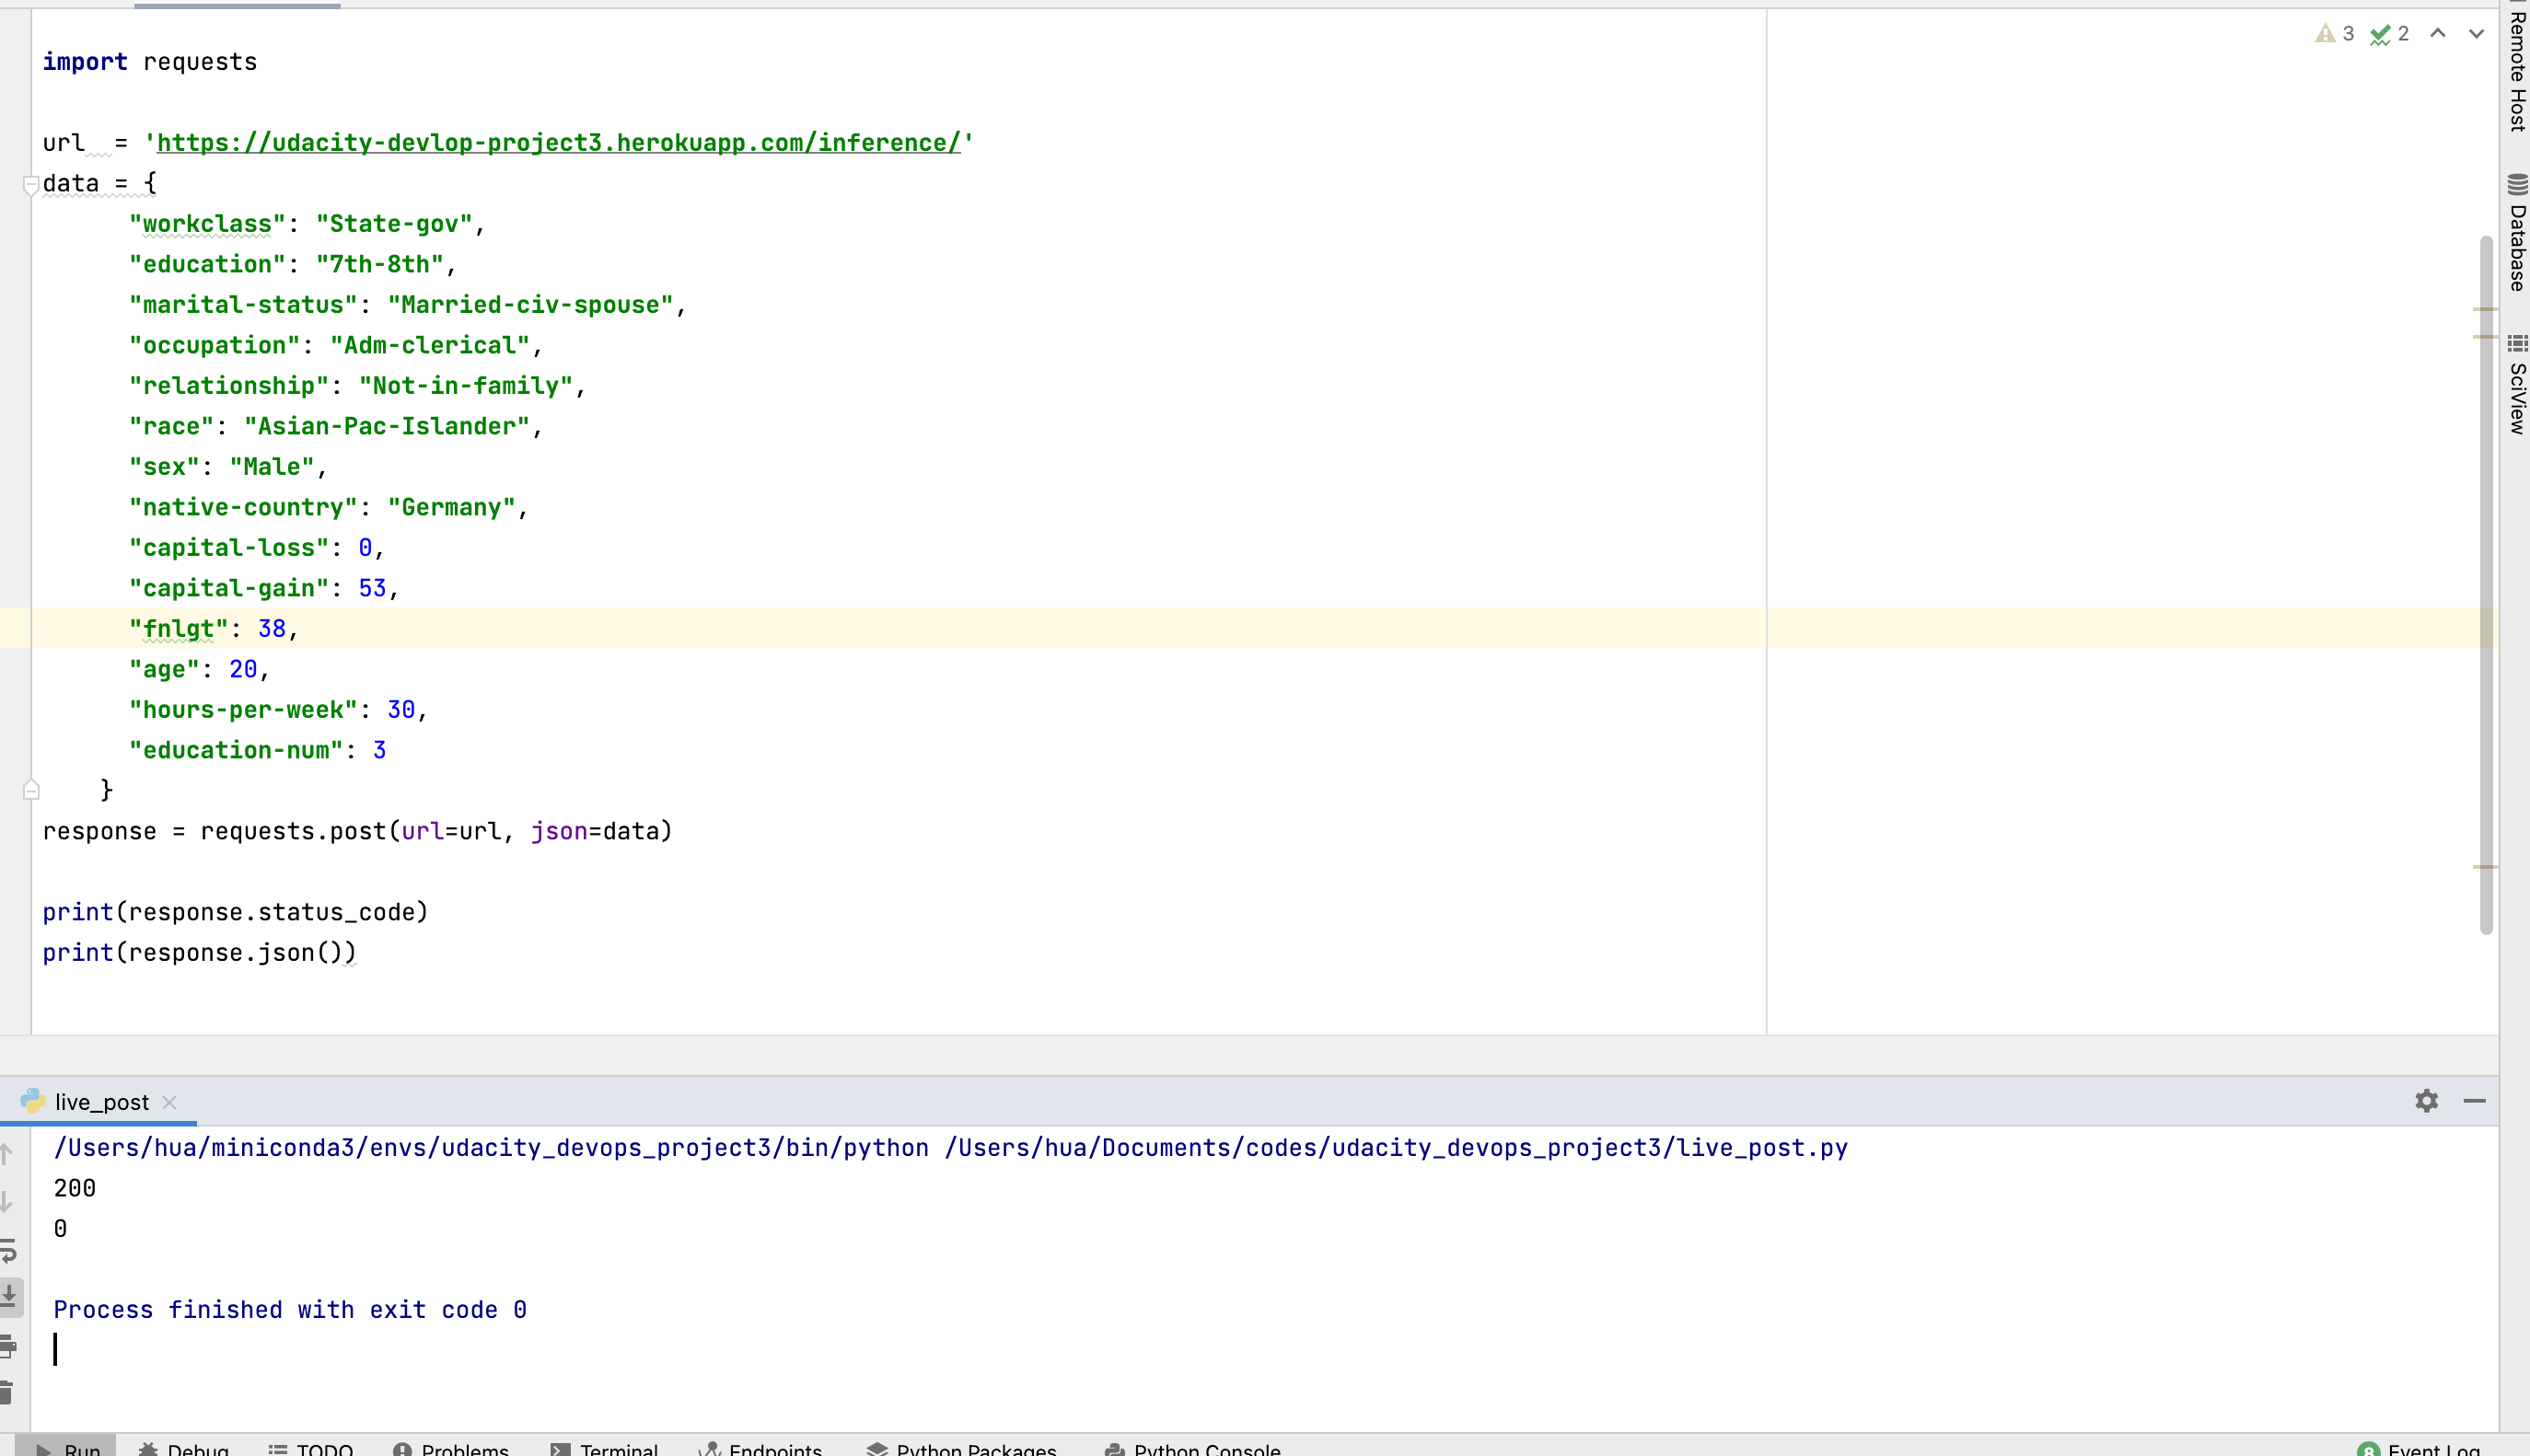 3 2
import requests
url  = 'https://udacity-devlop-project3.herokuapp.com/inference/'
data = {
"workclass": "State-gov",
"education": "7th-8th",
"marital-status": "Married-civ-spouse",
"occupation": "Adm-clerical",
"relationship": "Not-in-family",
"race": "Asian-Pac-Islander",
"sex": "Male",
"native-country": "Germany",
"capital-loss": 0,
"capital-gain": 53,
"fnlgt": 38,
"age": 20,
"hours-per-week": 30,
"education-num": 3
}
response = requests.post(url=url, json=data)
print(response.status_code)
print(response.json())
Remote Host
Database
SciView
live_post
/Users/hua/miniconda3/envs/udacity_devops_project3/bin/python /Users/hua/Documents/codes/udacity_devops_project3/live_post.py
200
0
Process finished with exit code 0
Run Debug TODO Problems Terminal Endpoints Python Packages Python Console 8 Event Log